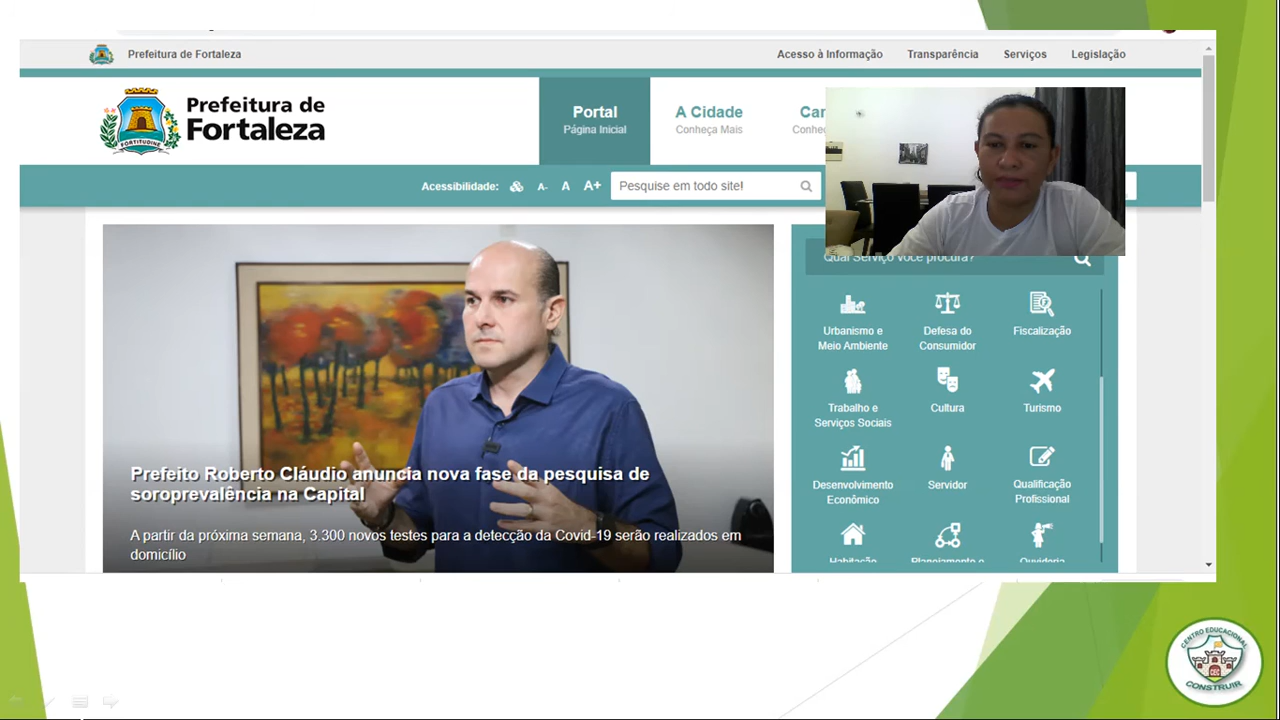 Prefeitura de Fortaleza
Acesso à Informação
Transparência
Serviços
Legislação
FORTITUDINE
Prefeitura de
Fortaleza
Portal
Página Inicial
A Cidade
Conheça Mais
Acessibilidade:
A-
A
A+
Pesquise em todo site!
Qual Serviço você procura?
Urbanismo e
Meio Ambiente
Defesa do
Consumidor
Fiscalização
Trabalho e
Serviços Sociais
Cultura
Turismo
Desenvolvimento
Econômico
Servidor
Qualificação
Profissional
Habitação
Planejamento e
Ouvidoria
Prefeito Roberto Cláudio anuncia nova fase da pesquisa de
soroprevalência na Capital
A partir da próxima semana, 3.300 novos testes para a detecção da Covid-19 serão realizados em
domicílio
CENTRO EDUCACIONAL
CEC
CONSTRUIR